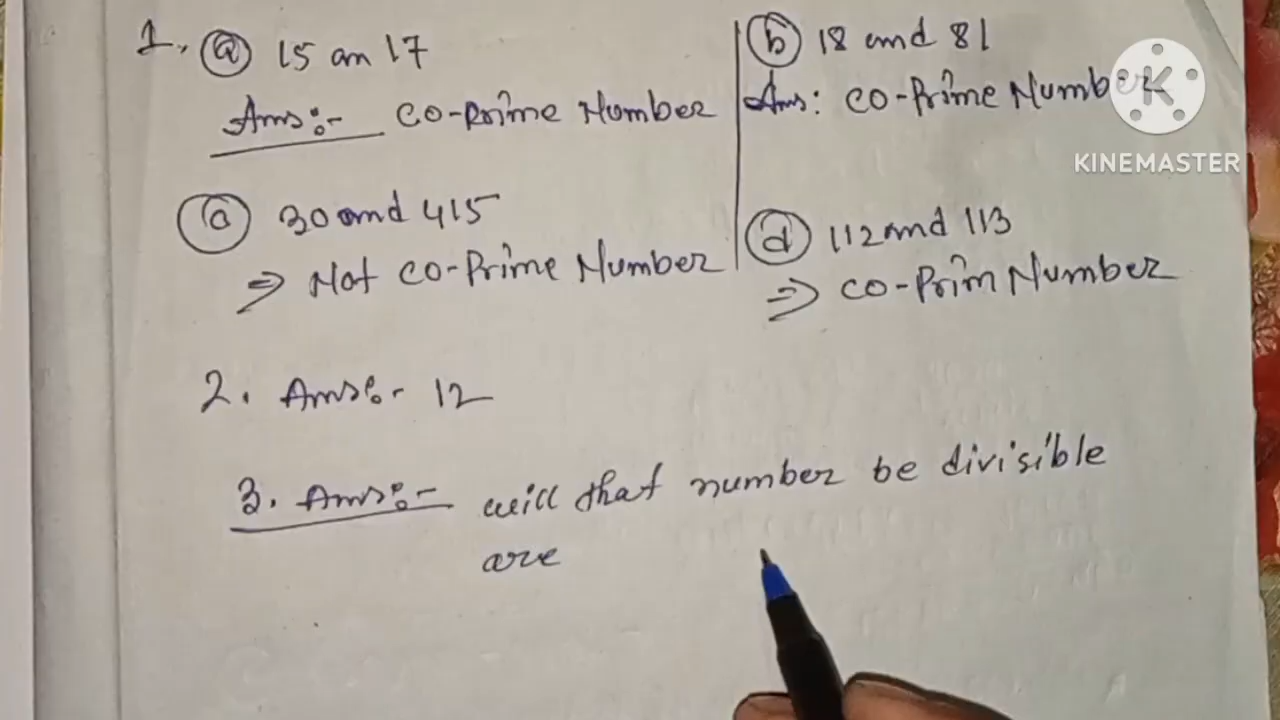 1. (a) 15 an 17
Ans:- Co-Prime Number
(b) 18 and 81
Ans: Co-Prime Number
(c) 30 and 415
⇒ Not Co-Prime Number
(d) 112 and 113
⇒ Co-Prim Number
2. Ans:- 12
3. Ans:- will that number be divisible
are
K
KINEMASTER